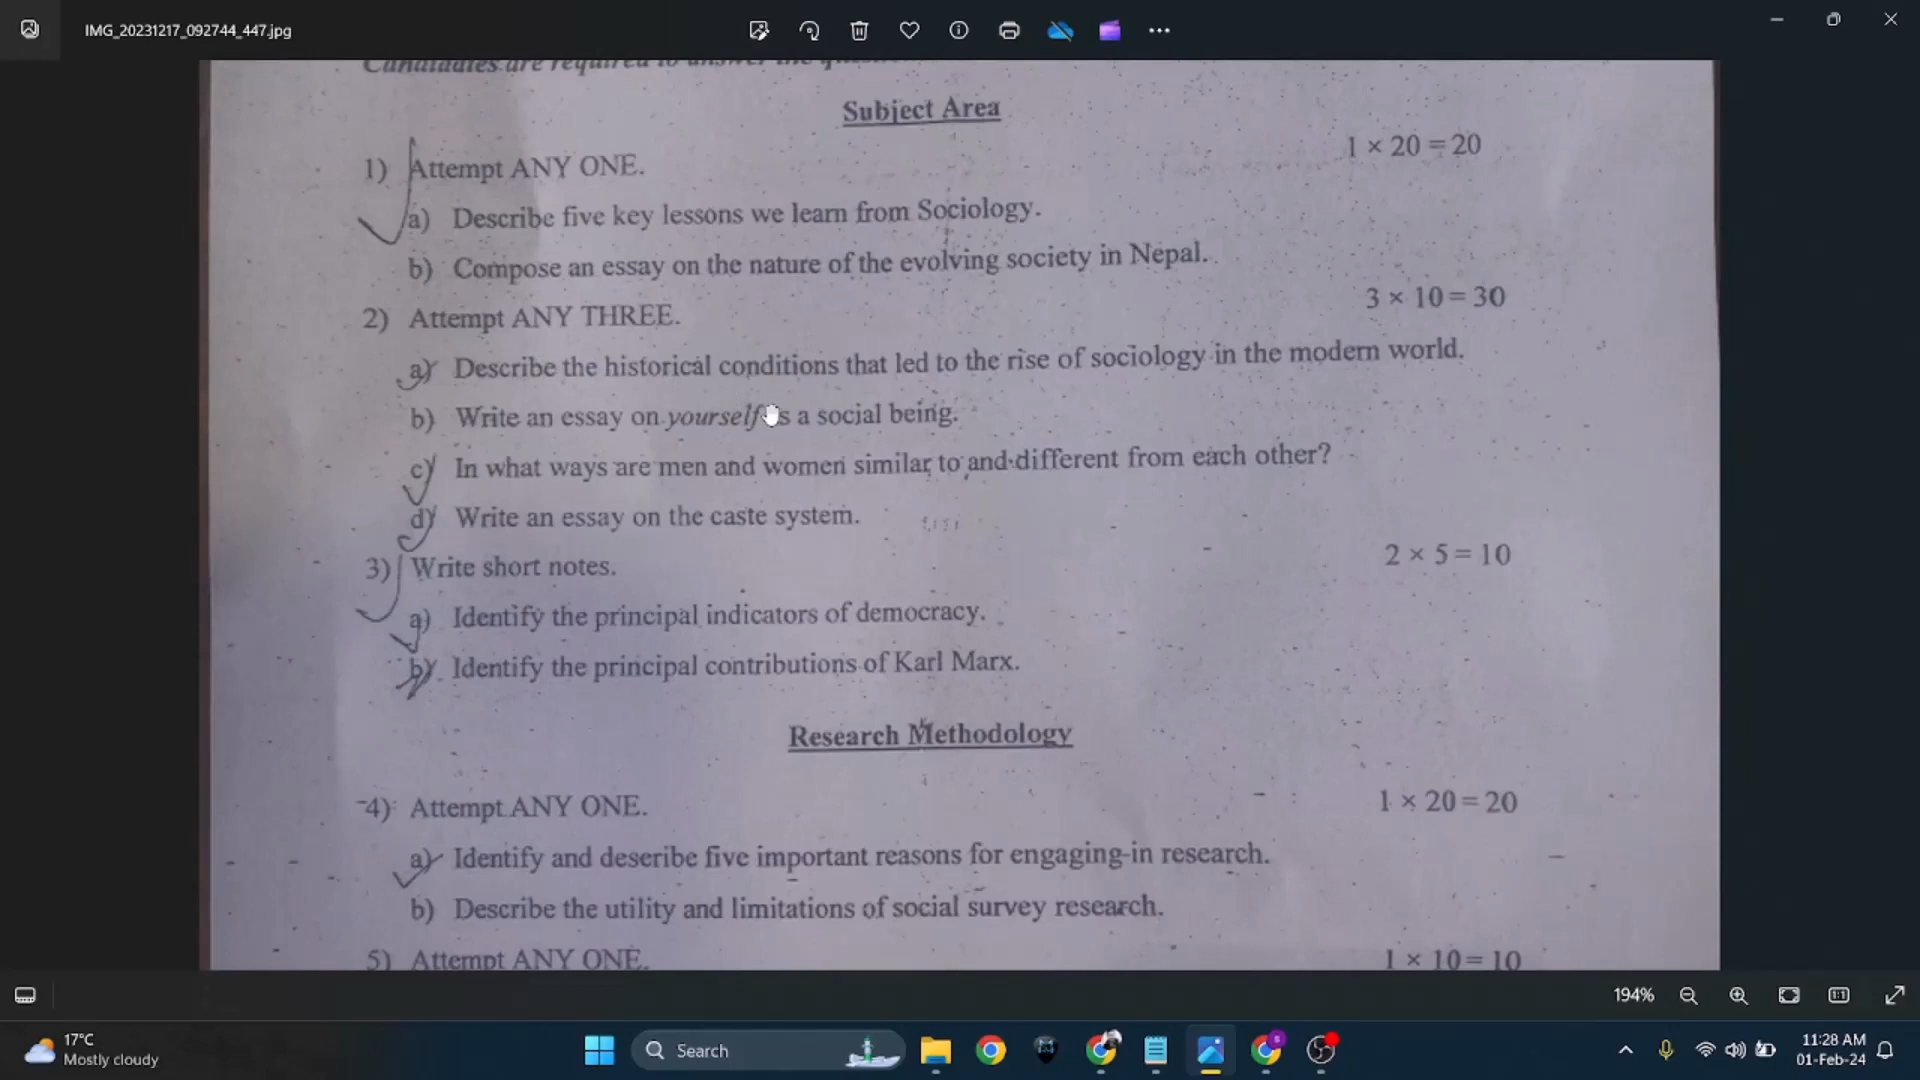 IMG_20231217_092744_447.jpg
Candidates are required to answer the
Subject Area
1) Attempt ANY ONE. 1 × 20 = 20
a) Describe five key lessons we learn from Sociology.
b) Compose an essay on the nature of the evolving society in Nepal.
2) Attempt ANY THREE. 3 × 10 = 30
a) Describe the historical conditions that led to the rise of sociology in the modern world.
b) Write an essay on yourself as a social being.
c) In what ways are men and women similar to and different from each other?
d) Write an essay on the caste system.
3) Write short notes. 2 × 5 = 10
a) Identify the principal indicators of democracy.
b) Identify the principal contributions of Karl Marx.
Research Methodology
4) Attempt ANY ONE. 1 × 20 = 20
a) Identify and describe five important reasons for engaging in research.
b) Describe the utility and limitations of social survey research.
5) Attempt ANY ONE. 1 × 10 = 10
194%
17°C
Mostly cloudy
Search
11:28 AM
01-Feb-24